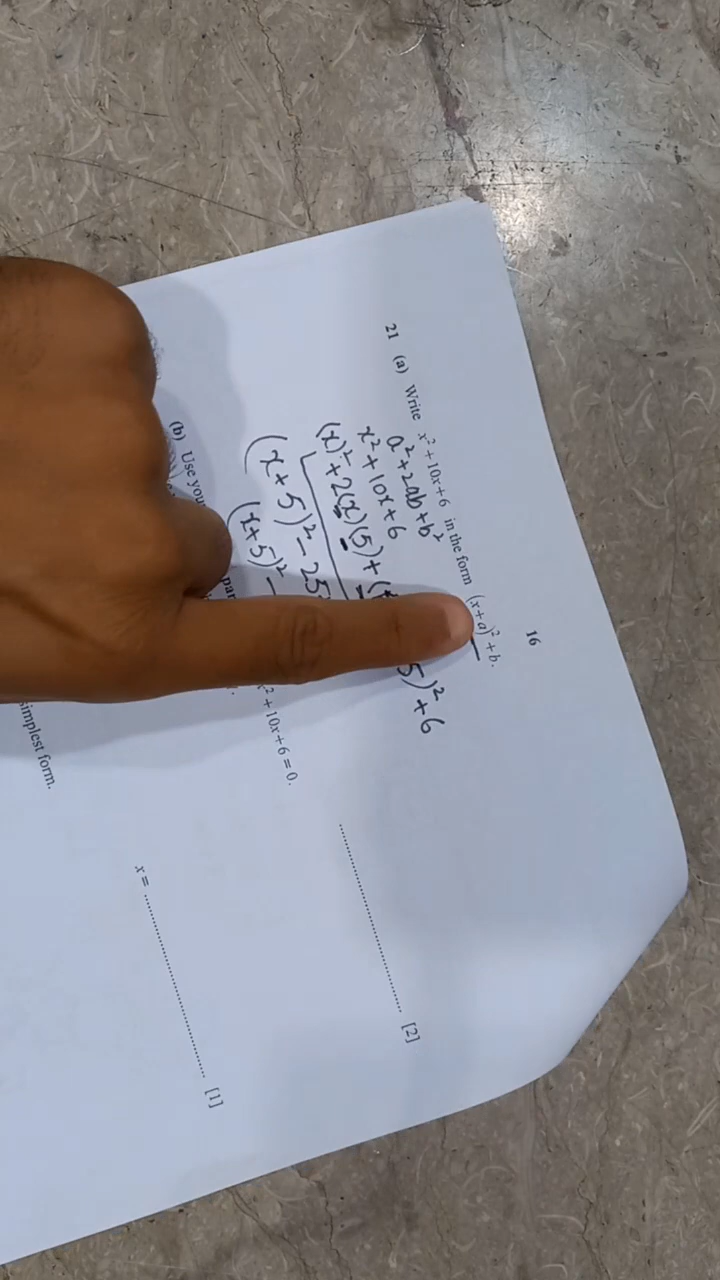 16
21 (a) Write x² + 10x + 6 in the form (x + a)² + b.
a² + 2ab + b²
x² + 10x + 6
(x)² + 2(x)(5) + ( 5)² + 6
(x + 5)² - 25
(x + 5)² -
[2]
(b) Use you par x² + 10x + 6 = 0.
x = [1]
simplest form.